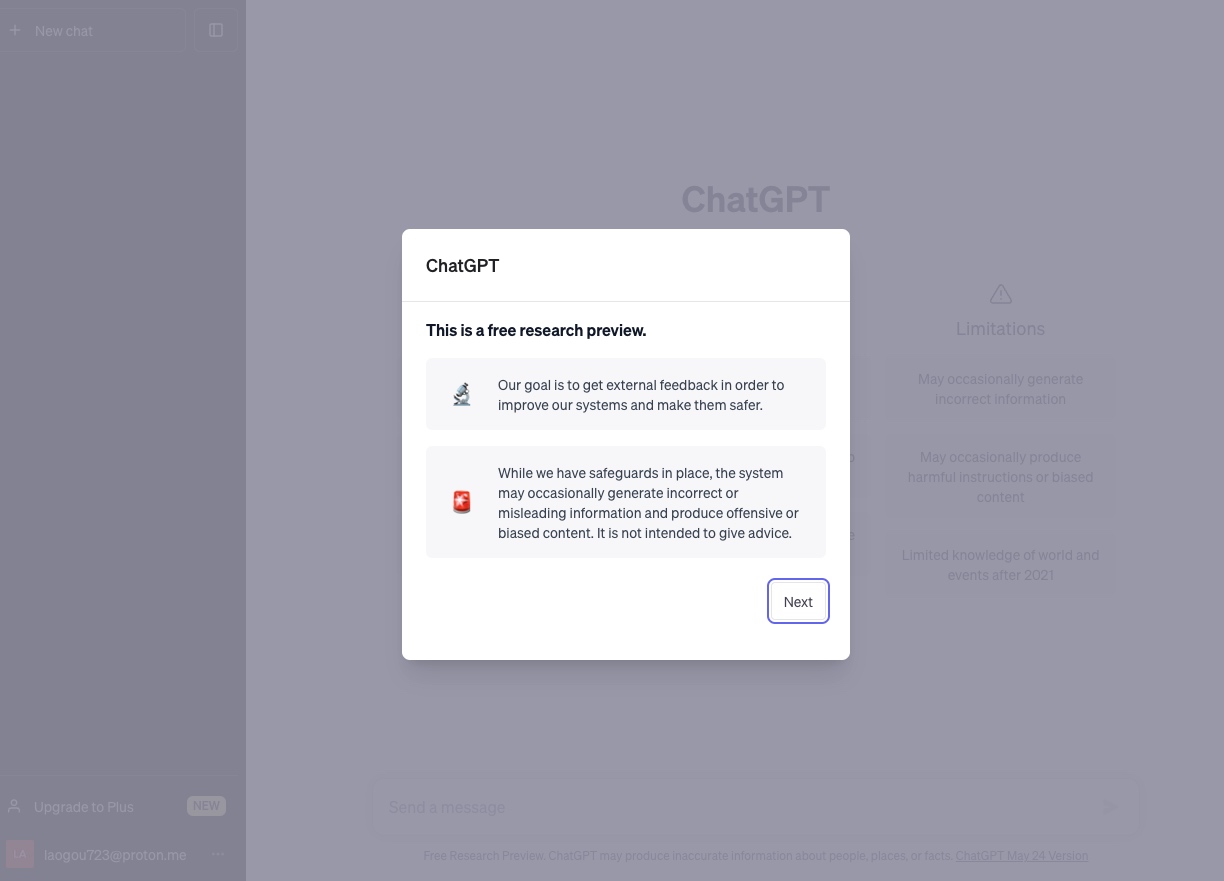 New chat
ChatGPT
ChatGPT
This is a free research preview.
Our goal is to get external feedback in order to
improve our systems and make them safer.
While we have safeguards in place, the system
may occasionally generate incorrect or
misleading information and produce offensive or
biased content. It is not intended to give advice.
Next
Limitations
May occasionally generate
incorrect information
May occasionally produce
harmful instructions or biased
content
Limited knowledge of world and
events after 2021
Upgrade to Plus
NEW
LA
laogou723@proton.me
Send a message
Free Research Preview. ChatGPT may produce inaccurate information about people, places, or facts. ChatGPT May 24 Version